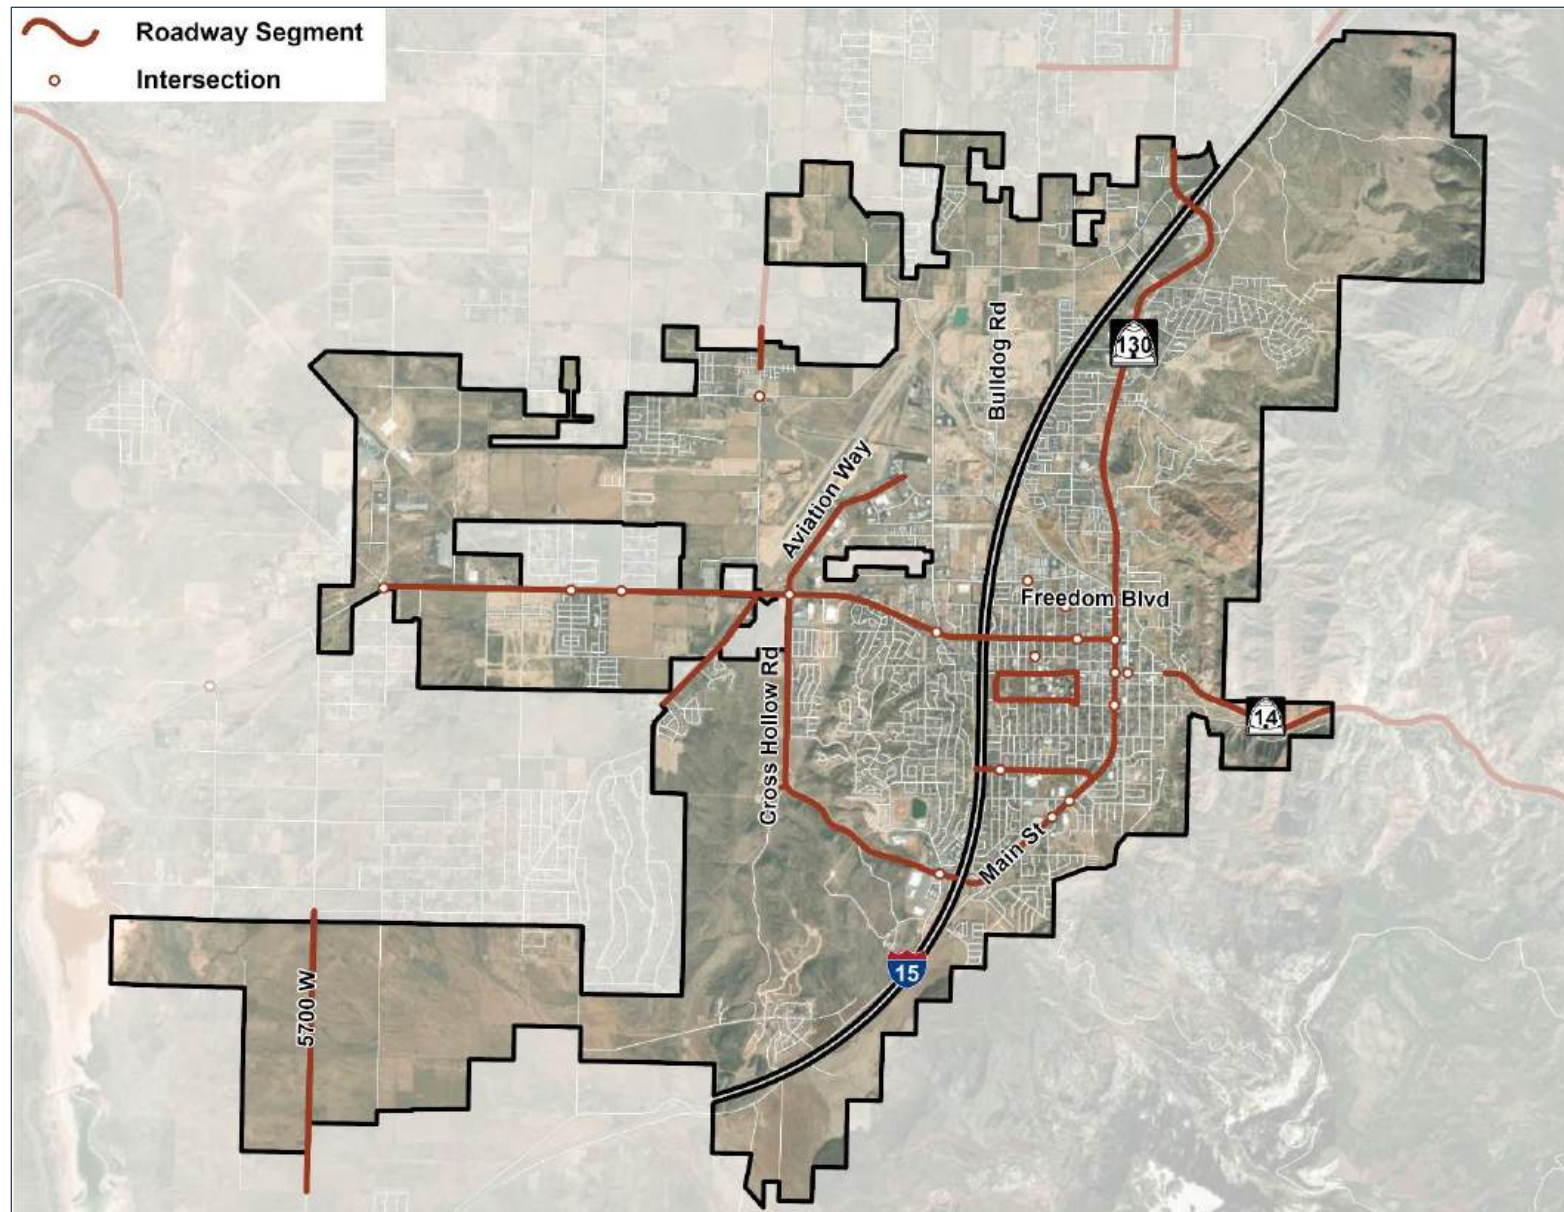 Roadway Segment
Intersection
Bulldog Rd
130
Aviation Way
Freedom Blvd
Cross Hollow Rd
14
Main St
15
5700 W